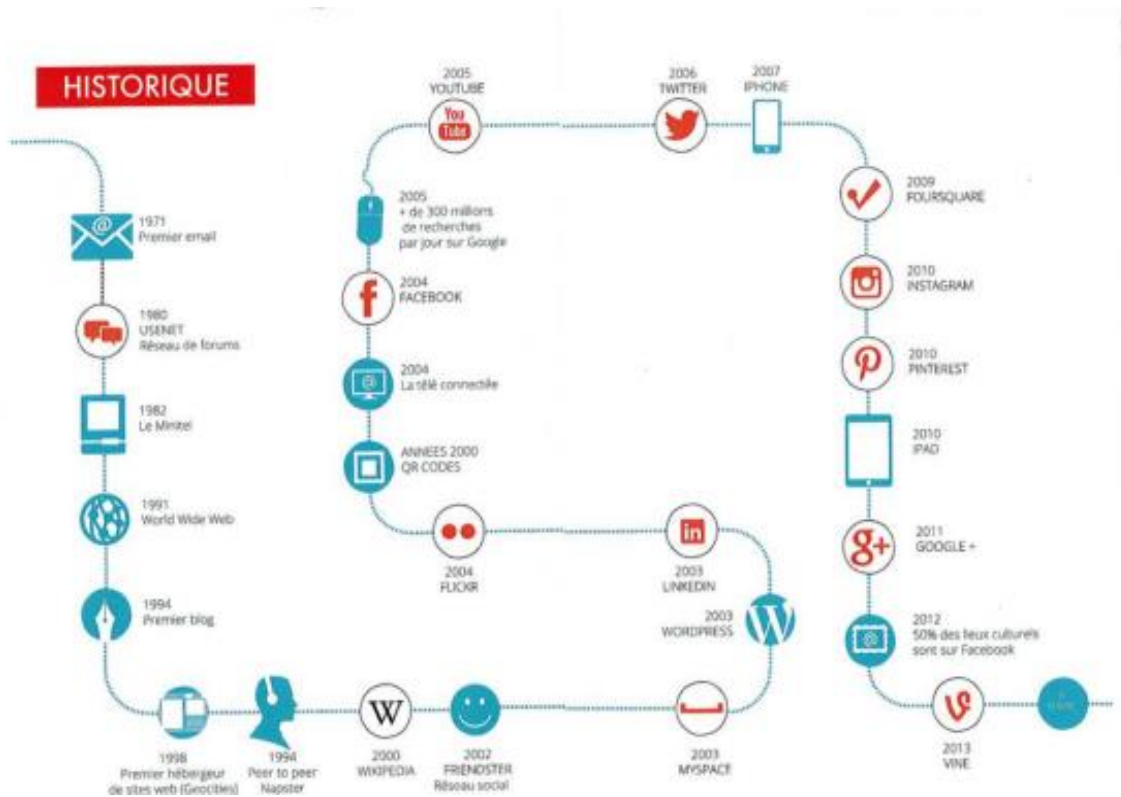 HISTORIQUE
1971
Premier email
1980
USENET
Réseau de forums
1982
Le Minitel
1991
World Wide Web
1994
Premier blog
1998
Premier hébergeur
de sites web (Geocities)
1994
Peer to peer
Napster
W
2000
WIKIPEDIA
2002
FRIENDSTER
Réseau social
2003
MYSPACE
2003
WORDPRESS
W
in
2003
LINKEDIN
2004
FLICKR
ANNEES 2000
QR CODES
@
2004
La télé connectée
f
2004
FACEBOOK
2005
+ de 300 millions
de recherches
par jour sur Google
2005
YOUTUBE
You
Tube
2006
TWITTER
2007
IPHONE
2009
FOURSQUARE
2010
INSTAGRAM
2010
PINTEREST
2010
IPAD
g+
2011
GOOGLE +
@
2012
50% des lieux culturels
sont sur Facebook
2013
VINE